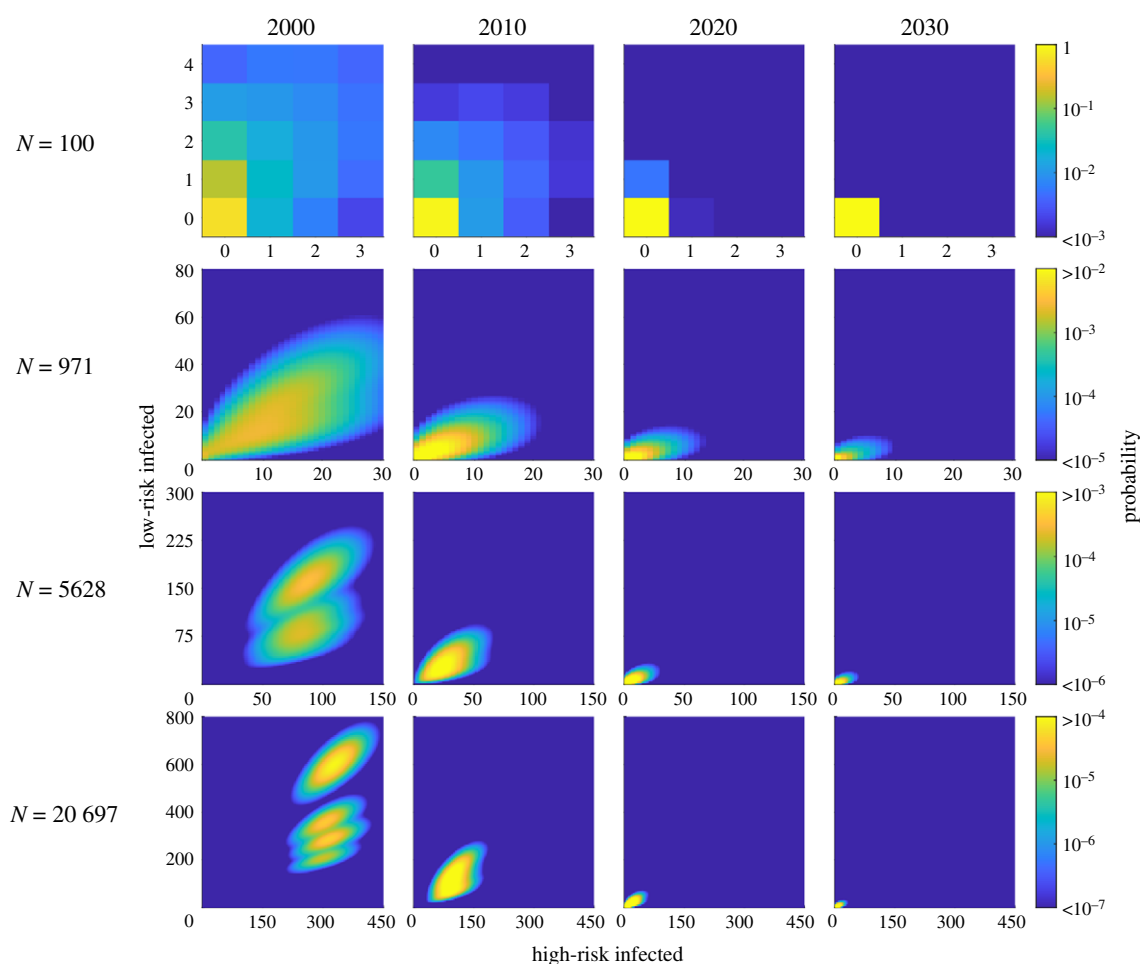 2000 2010 2020 2030
N = 100
4
3
2
1
0
0 1 2 3 0 1 2 3 0 1 2 3 0 1 2 3
1
10⁻¹
10⁻²
<10⁻³
N = 971
80
60
40
20
0
10 20 30 0 10 20 30 0 10 20 30 0 10 20 30
>10⁻²
10⁻³
10⁻⁴
<10⁻⁵
low-risk infected
probability
N = 5628
300
225
150
75
0 50 100 150 0 50 100 150 0 50 100 150 0 50 100 150
>10⁻³
10⁻⁴
10⁻⁵
<10⁻⁶
N = 20 697
800
600
400
200
0 150 300 450 0 150 300 450 0 150 300 450 0 150 300 450
>10⁻⁴
10⁻⁵
10⁻⁶
<10⁻⁷
high-risk infected